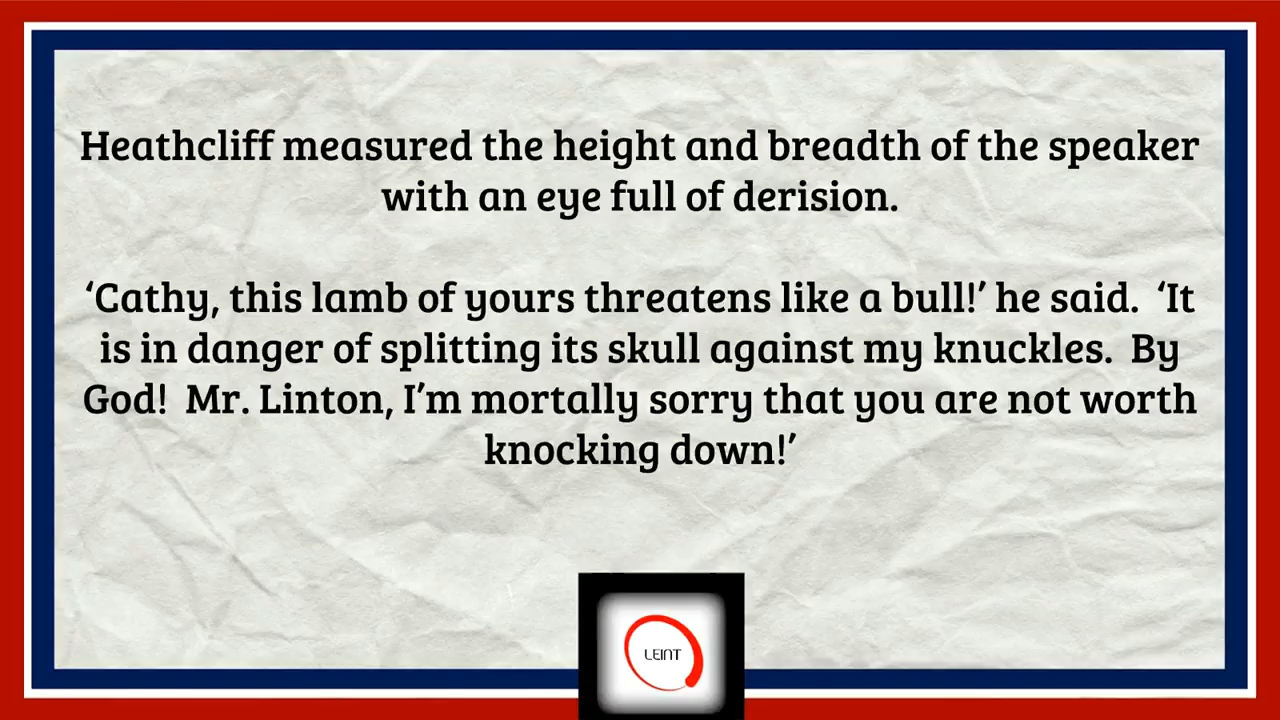 Heathcliff measured the height and breadth of the speaker
with an eye full of derision.
‘Cathy, this lamb of yours threatens like a bull!’ he said.  ‘It
is in danger of splitting its skull against my knuckles.  By
God!  Mr. Linton, I’m mortally sorry that you are not worth
knocking down!’
LEINT